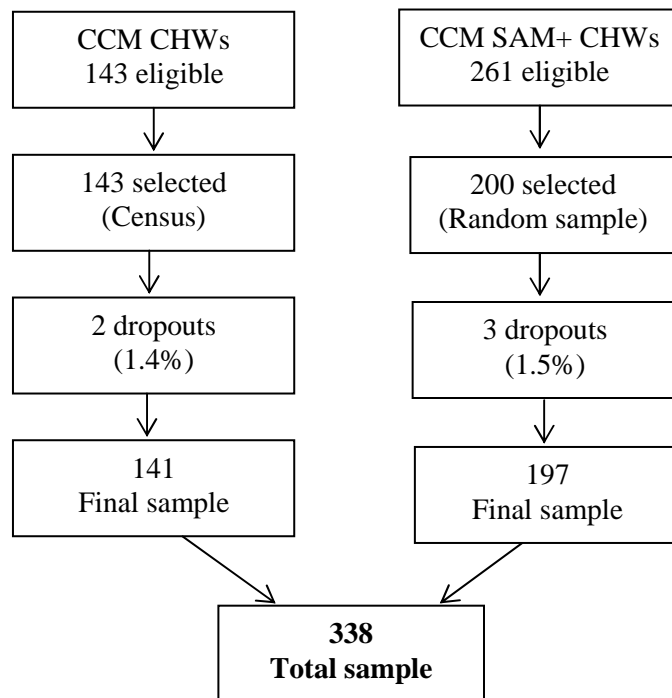 CCM CHWs
143 eligible
143 selected
(Census)
2 dropouts
(1.4%)
141
Final sample
CCM SAM+ CHWs
261 eligible
200 selected
(Random sample)
3 dropouts
(1.5%)
197
Final sample
338
Total sample